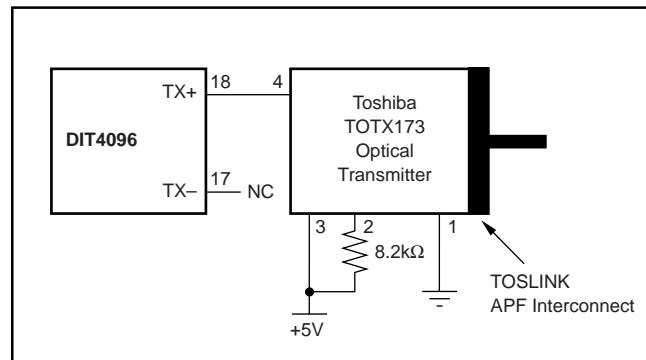 18
4
TX+
Toshiba
TOTX173
Optical
Transmitter
DIT4096
17
TX–
NC
3
2
1
8.2kΩ
TOSLINK
APF Interconnect
+5V